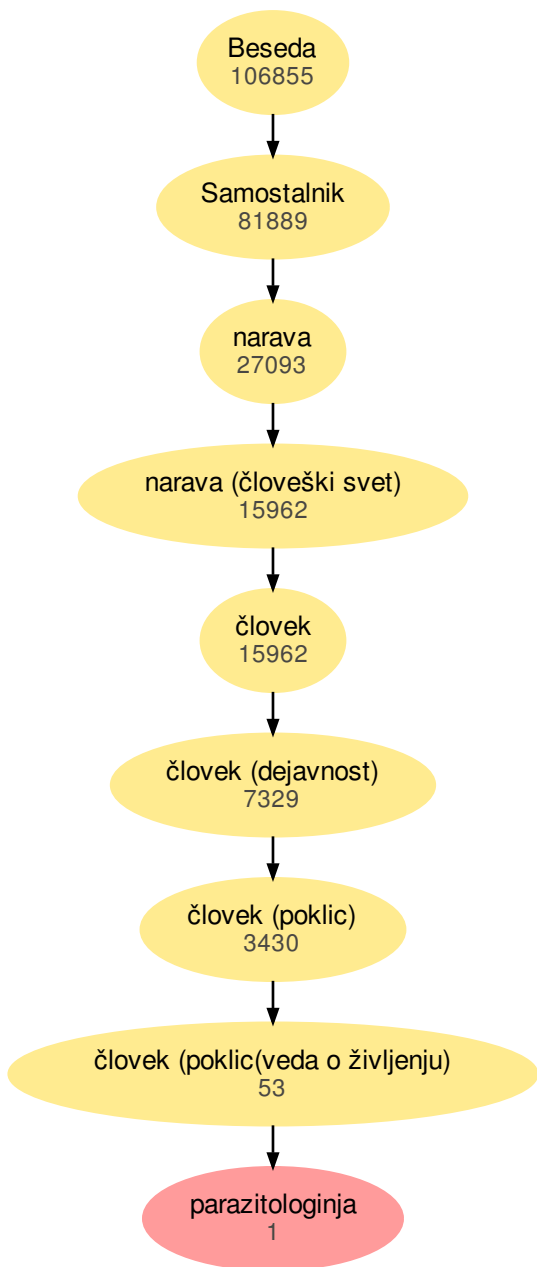 Beseda
106855
Samostalnik
81889
narava
27093
narava (človeški svet)
15962
človek
15962
človek (dejavnost)
7329
človek (poklic)
3430
človek (poklic(veda o življenju)
53
parazitologinja
1